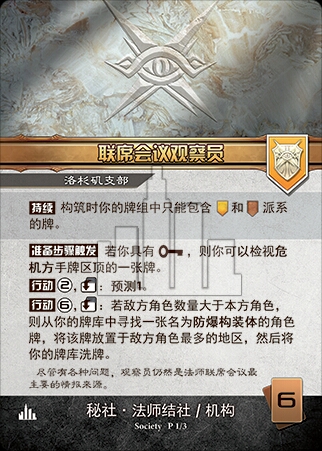 联席会议观察员
洛杉矶支部
持续 构筑时你的牌组中只能包含和派系
的牌。
准备步骤触发 若你具有，则你可以检视危
机方手牌区顶的一张牌。
行动②,：预测1。
行动⑥,：若敌方角色数量大于本方角色，
则从你的牌库中寻找一张名为防爆构装体的角色
牌，将该牌放置于敌方角色最多的地区，然后将
你的牌库洗牌。
尽管有各种问题，观察员仍然是法师联席会议最
主要的情报来源。
秘社·法师结社/机构
Society P 1/3
6